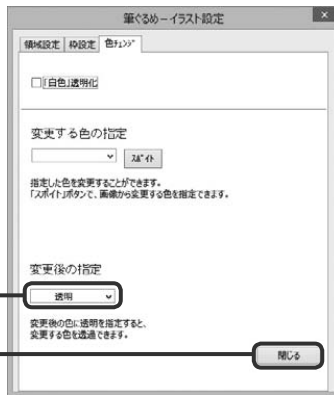 筆ぐるめ－イラスト設定
×
領域設定 枠設定 色ﾁｪﾝｼﾞ
「白色」透明化
変更する色の指定
ｽﾎﾟｲﾄ
指定した色を変更することができます。
「スポイト」ボタンで、画像から変更する色を指定できます。
変更後の指定
透明
変更後の色に透明を指定すると、
変更する色を透過できます。
閉じる